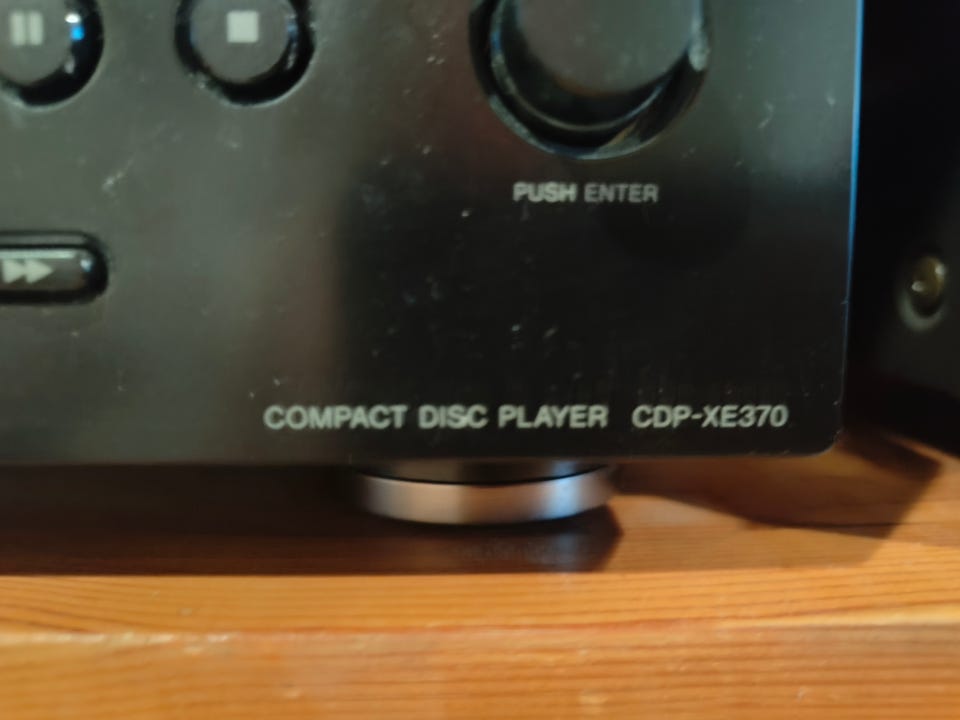 PUSH ENTER
COMPACT DISC PLAYER CDP-XE370